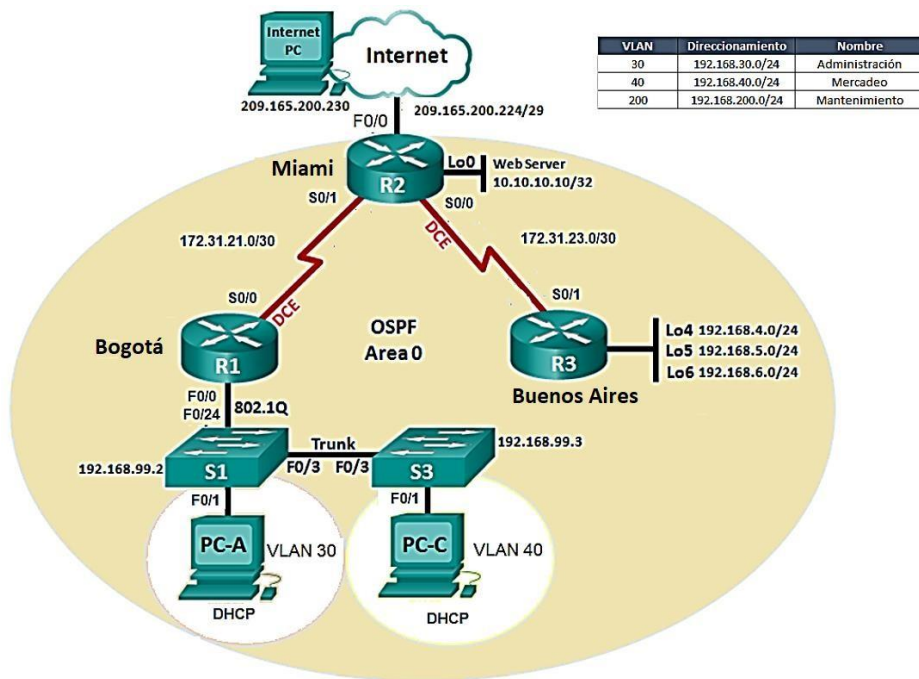 Internet
PC
Internet
209.165.200.230
209.165.200.224/29
F0/0
VLAN Direccionamiento Nombre
30 192.168.30.0/24 Administración
40 192.168.40.0/24 Mercadeo
200 192.168.200.0/24 Mantenimiento
Miami
R2
Lo0
Web Server
10.10.10.10/32
S0/1
S0/0
DCE
172.31.21.0/30
172.31.23.0/30
S0/0
DCE
S0/1
Bogotá
R1
OSPF
Area 0
R3
Buenos Aires
Lo4 192.168.4.0/24
Lo5 192.168.5.0/24
Lo6 192.168.6.0/24
F0/0
F0/24
802.1Q
192.168.99.2
S1
Trunk
F0/3 F0/3
S3
192.168.99.3
F0/1
F0/1
PC-A
VLAN 30
DHCP
PC-C
VLAN 40
DHCP